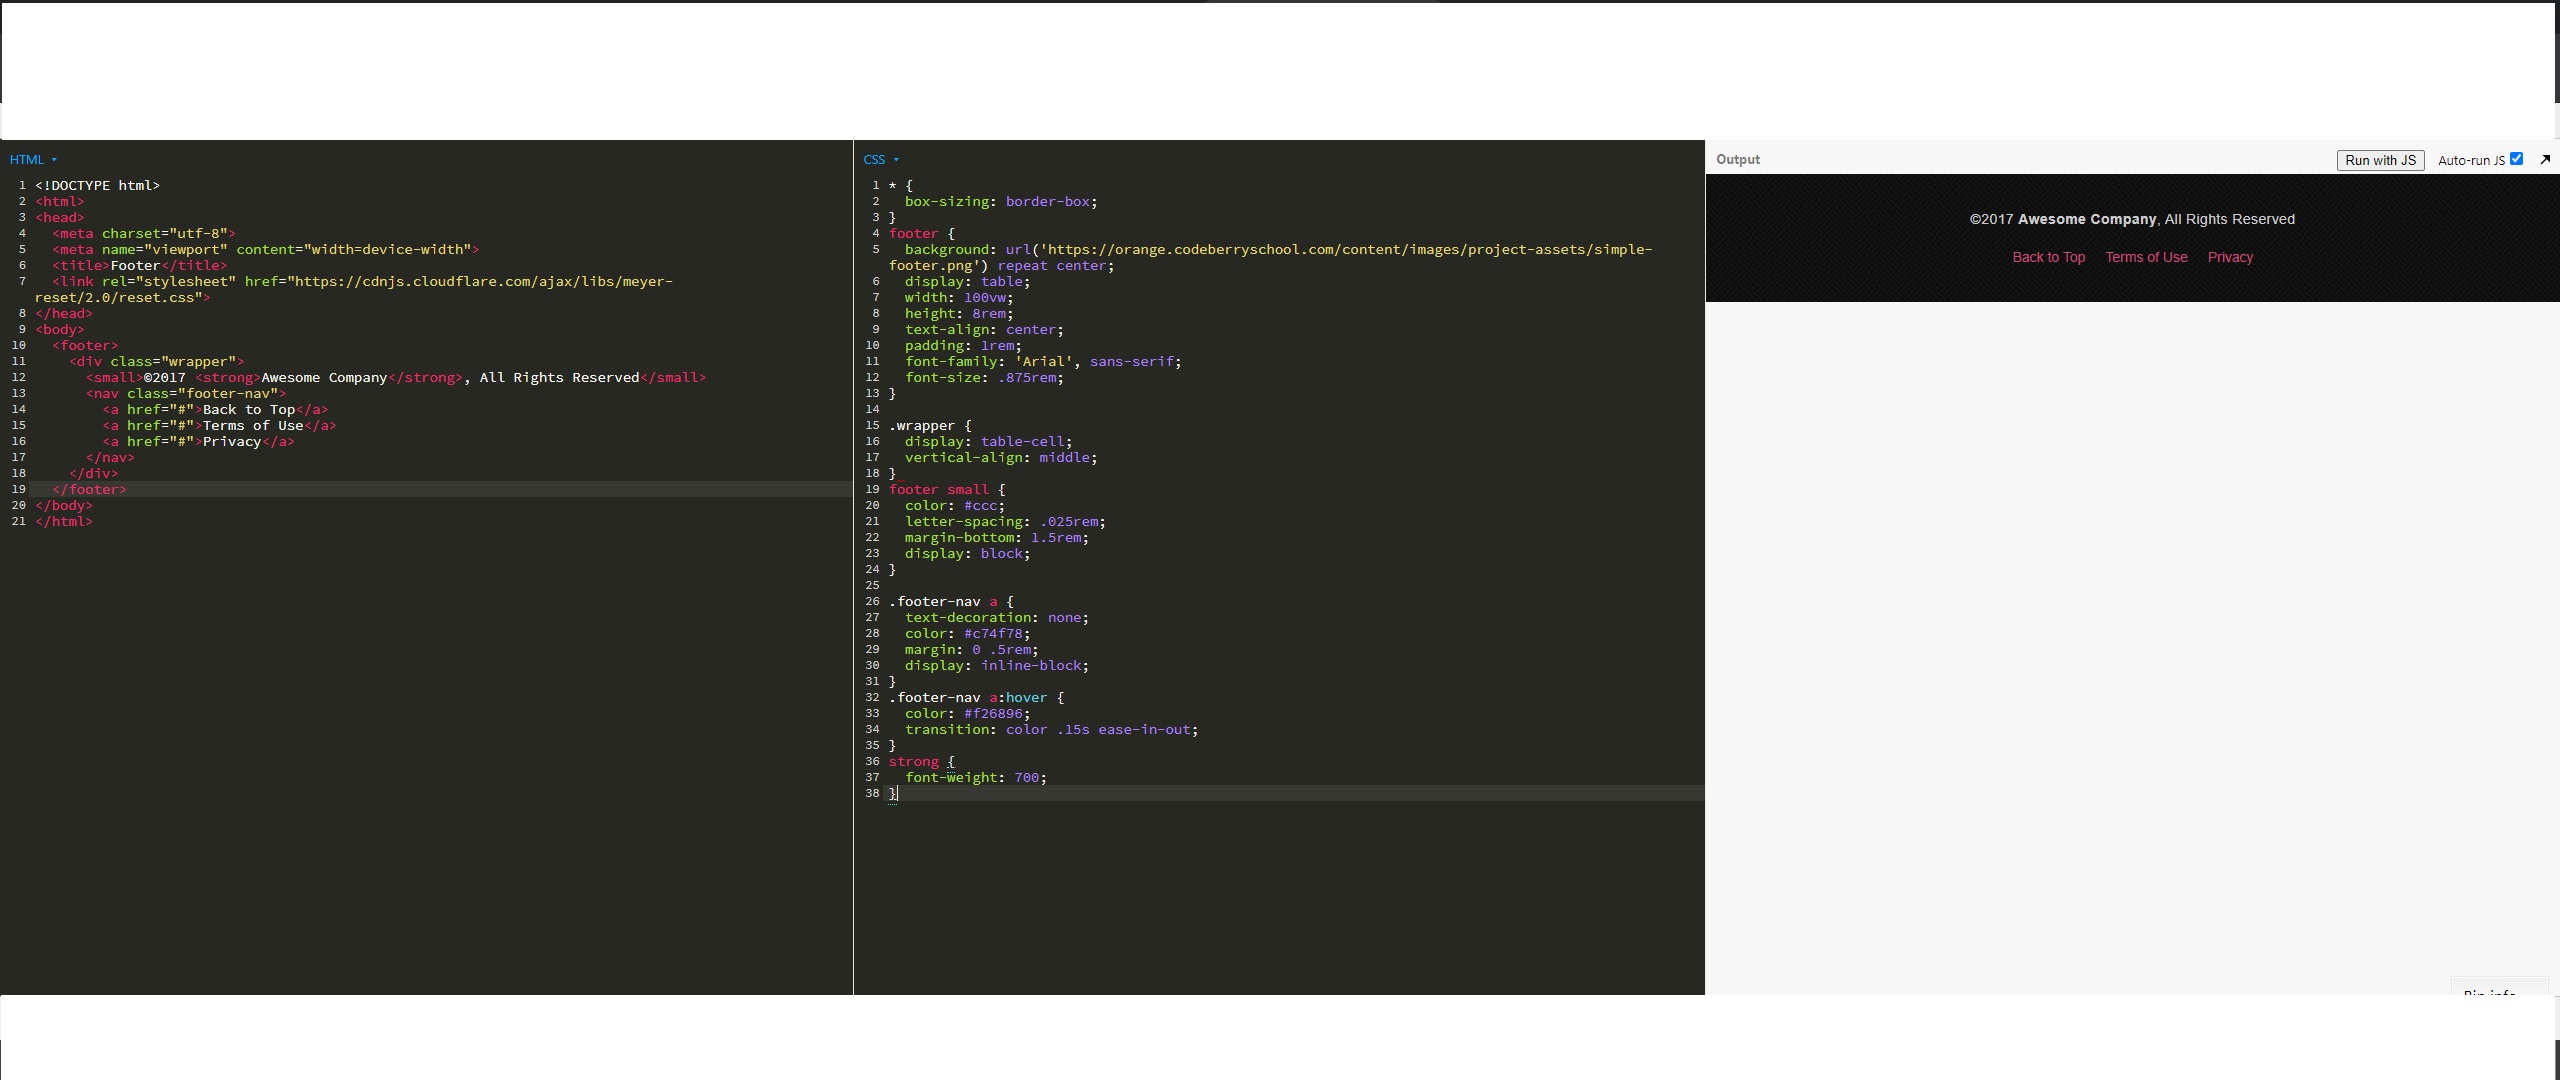 HTML
1 <!DOCTYPE html>
2 <html>
3 <head>
4   <meta charset="utf-8">
5   <meta name="viewport" content="width=device-width">
6   <title>Footer</title>
7   <link rel="stylesheet" href="https://cdnjs.cloudflare.com/ajax/libs/meyer-
reset/2.0/reset.css">
8 </head>
9 <body>
10   <footer>
11     <div class="wrapper">
12       <small>©2017 <strong>Awesome Company</strong>, All Rights Reserved</small>
13       <nav class="footer-nav">
14         <a href="#">Back to Top</a>
15         <a href="#">Terms of Use</a>
16         <a href="#">Privacy</a>
17       </nav>
18     </div>
19   </footer>
20 </body>
21 </html>
CSS
1 * {
2   box-sizing: border-box;
3 }
4 footer {
5   background: url('https://orange.codeberryschool.com/content/images/project-assets/simple-
footer.png') repeat center;
6   display: table;
7   width: 100vw;
8   height: 8rem;
9   text-align: center;
10   padding: 1rem;
11   font-family: 'Arial', sans-serif;
12   font-size: .875rem;
13 }
14
15 .wrapper {
16   display: table-cell;
17   vertical-align: middle;
18 }
19 footer small {
20   color: #ccc;
21   letter-spacing: .025rem;
22   margin-bottom: 1.5rem;
23   display: block;
24 }
25
26 .footer-nav a {
27   text-decoration: none;
28   color: #c74f78;
29   margin: 0 .5rem;
30   display: inline-block;
31 }
32 .footer-nav a:hover {
33   color: #f26896;
34   transition: color .15s ease-in-out;
35 }
36 strong {
37   font-weight: 700;
38 }
Output Run with JS Auto-run JS
©2017 Awesome Company, All Rights Reserved
Back to Top Terms of Use Privacy